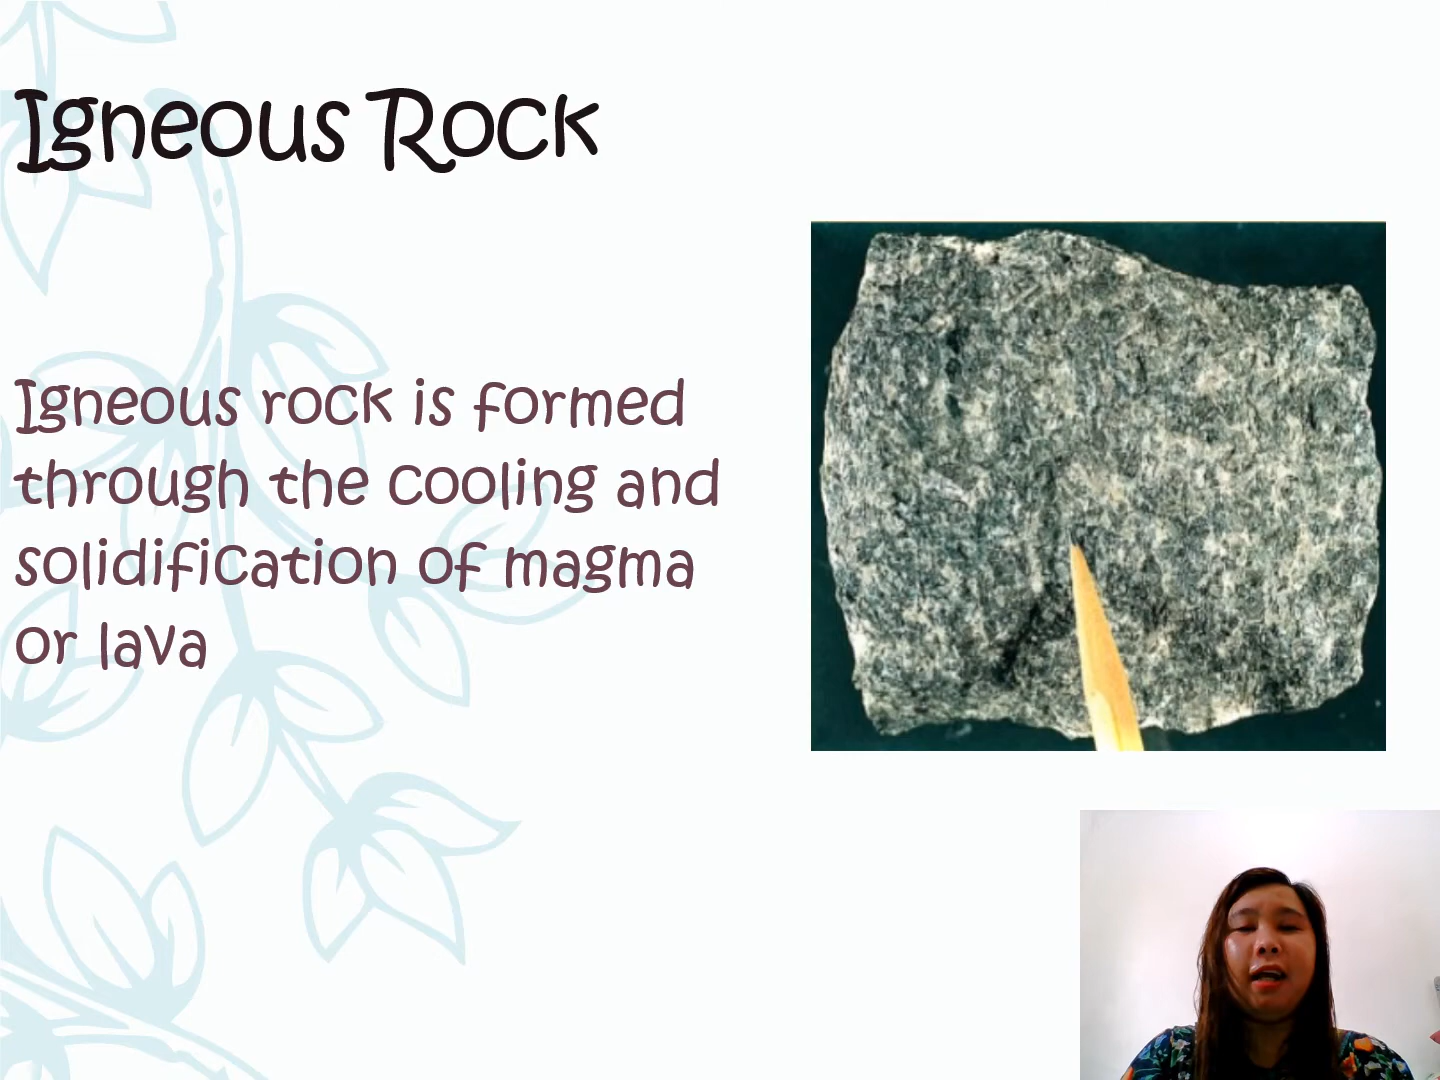 Igneous Rock
Igneous rock is formed
through the cooling and
solidification of magma
or lava